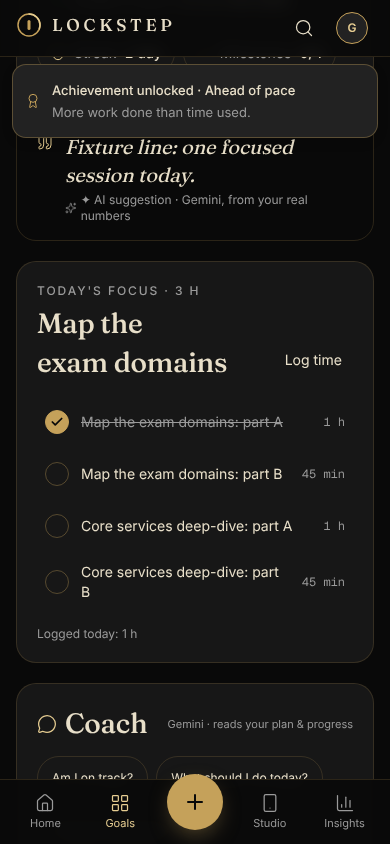 LOCKSTEP
G
Achievement unlocked · Ahead of pace
More work done than time used.
Fixture line: one focused
session today.
✦ AI suggestion · Gemini, from your real
numbers
TODAY'S FOCUS · 3 H
Map the
exam domains
Log time
Map the exam domains: part A 1 h
Map the exam domains: part B 45 min
Core services deep-dive: part A 1 h
Core services deep-dive: part
B 45 min
Logged today: 1 h
Coach
Gemini · reads your plan & progress
Am I on track?
should I do today?
Home
Goals
Studio
Insights